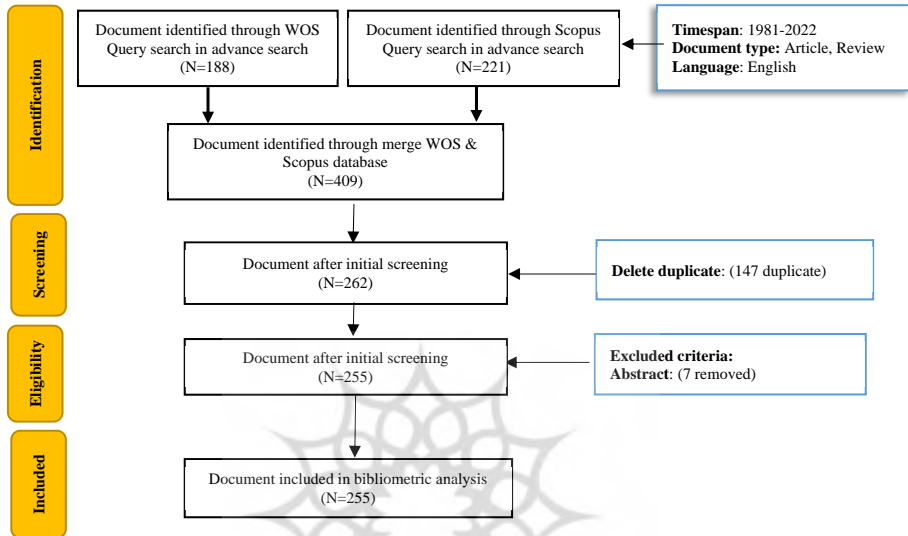 Identification
Document identified through WOS
Query search in advance search
(N=188)
Document identified through Scopus
Query search in advance search
(N=221)
Timespan: 1981-2022
Document type: Article, Review
Language: English
Document identified through merge WOS &
Scopus database
(N=409)
Screening
Document after initial screening
(N=262)
Delete duplicate: (147 duplicate)
Eligibility
Document after initial screening
(N=255)
Excluded criteria:
Abstract: (7 removed)
Included
Document included in bibliometric analysis
(N=255)